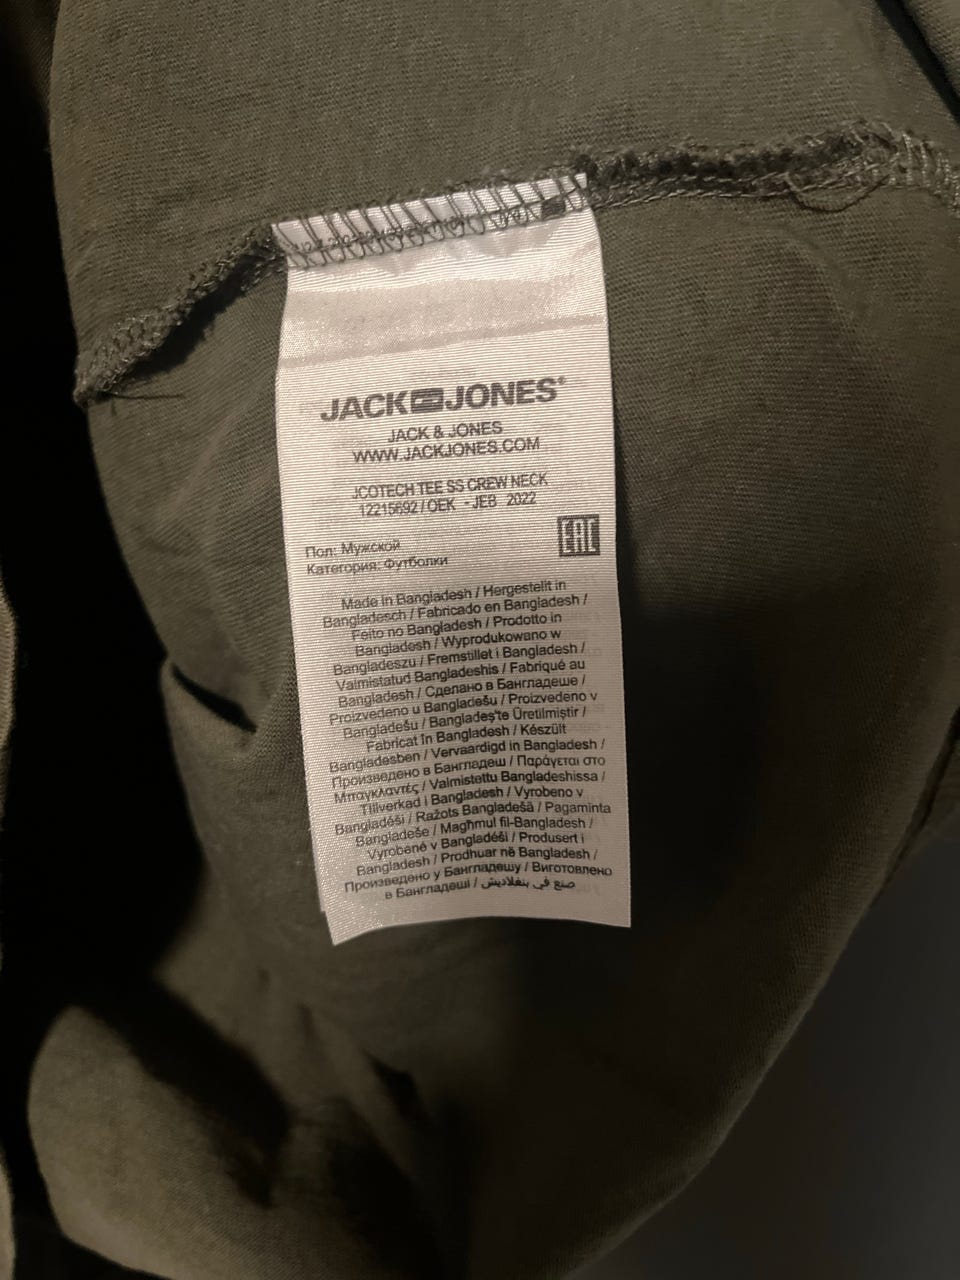 JACK JONES®
JACK & JONES
WWW.JACKJONES.COM
JCOTECH TEE SS CREW NECK
12215692 / OEK - JEB 2022
EAC
Пол: Мужской
Категория: Футболки
Made in Bangladesh / Hergestellt in
Bangladesch / Fabricado en Bangladesh /
Feito no Bangladesh / Prodotto in
Bangladesh / Wyprodukowano w
Bangladeszu / Fremstillet i Bangladesh /
Valmistatud Bangladeshis / Fabriqué au
Bangladesh / Сделано в Бангладеше /
Proizvedeno u Bangladešu / Proizvedeno v
Bangladešu / Bangladeş'te Üretilmiştir /
Fabricat în Bangladesh / Készült
Bangladesben / Vervaardigd in Bangladesh /
Произведено в Бангладеш / Παράγεται στο
Μπαγκλαντές / Valmistettu Bangladeshissa /
Tillverkad i Bangladesh / Vyrobeno v
Bangladéši / Ražots Bangladešā / Pagaminta
Bangladeše / Magħmul fil-Bangladesh /
Vyrobené v Bangladéši / Produsert i
Bangladesh / Prodhuar në Bangladesh /
Произведено у Бангладешу / Виготовлено
в Бангладеші / صنع في بنغلاديش